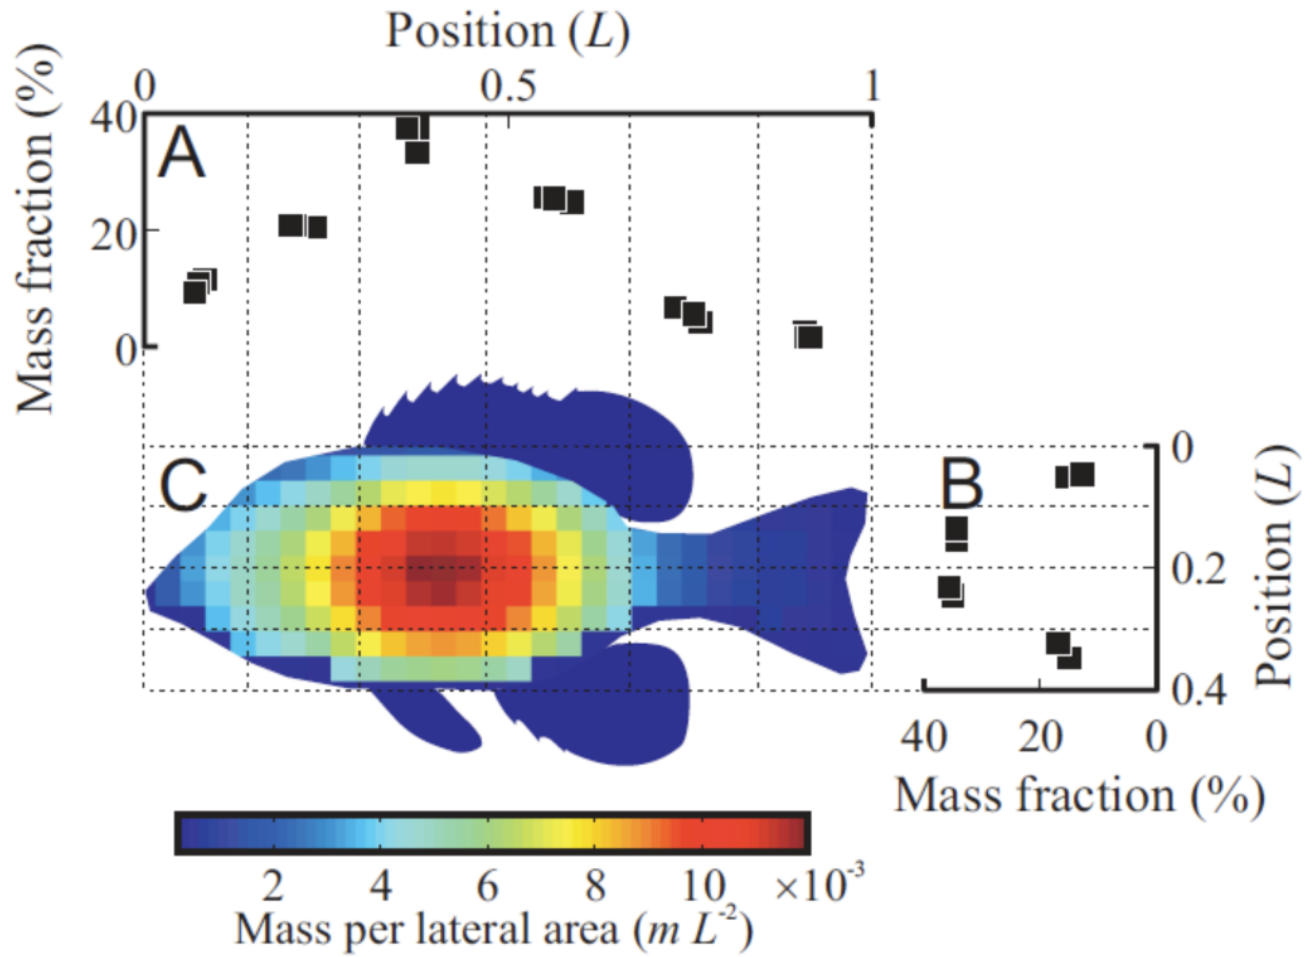 Position (L)
0 0.5 1
Mass fraction (%)
40
20
0
A
C
B
0
0.2
0.4
Position (L)
40 20 0
Mass fraction (%)
2 4 6 8 10 ×10⁻³
Mass per lateral area (m L⁻²)